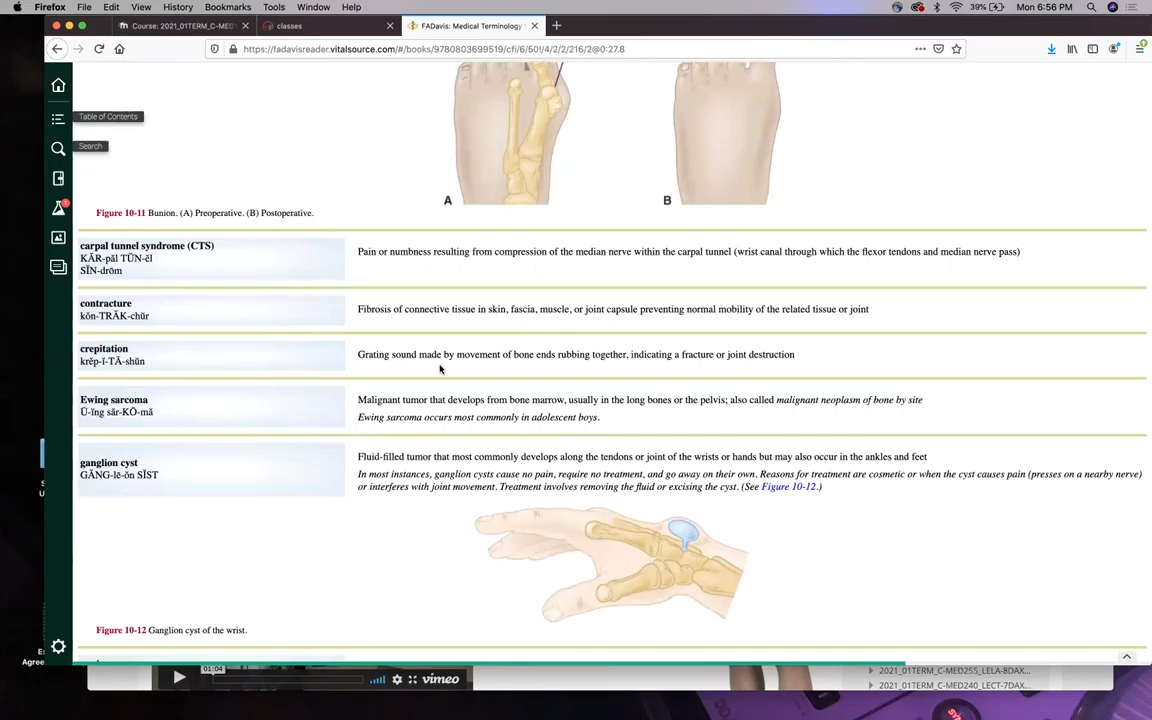 Firefox File Edit View History Bookmarks Tools Window Help 39% Mon 6:56 PM
Course: 2021_01TERM_C-MED classes FADavis: Medical Terminology
https://fadavisreader.vitalsource.com/#/books/9780803699519/cfi/6/50!/4/2/2/216/2@0:27.8
Table of Contents
Search
A B
Figure 10-11 Bunion. (A) Preoperative. (B) Postoperative.
carpal tunnel syndrome (CTS)
KĂR-păl TŬN-ĕl
SĬN-drōm
Pain or numbness resulting from compression of the median nerve within the carpal tunnel (wrist canal through which the flexor tendons and median nerve pass)
contracture
kŏn-TRĂK-chŭr
Fibrosis of connective tissue in skin, fascia, muscle, or joint capsule preventing normal mobility of the related tissue or joint
crepitation
krĕp-ĭ-TĀ-shŭn
Grating sound made by movement of bone ends rubbing together, indicating a fracture or joint destruction
Ewing sarcoma
Ū-ĭng săr-KŌ-mă
Malignant tumor that develops from bone marrow, usually in the long bones or the pelvis; also called malignant neoplasm of bone by site
Ewing sarcoma occurs most commonly in adolescent boys.
ganglion cyst
GĂNG-lē-ŏn SĬST
Fluid-filled tumor that most commonly develops along the tendons or joint of the wrists or hands but may also occur in the ankles and feet
In most instances, ganglion cysts cause no pain, require no treatment, and go away on their own. Reasons for treatment are cosmetic or when the cyst causes pain (presses on a nearby nerve)
or interferes with joint movement. Treatment involves removing the fluid or excising the cyst. (See Figure 10-12.)
Figure 10-12 Ganglion cyst of the wrist.
Agree
01:04
vimeo
2021_01TERM_C-MED255_LELA-8DAX...
2021_01TERM_C-MED240_LECT-7DAX...